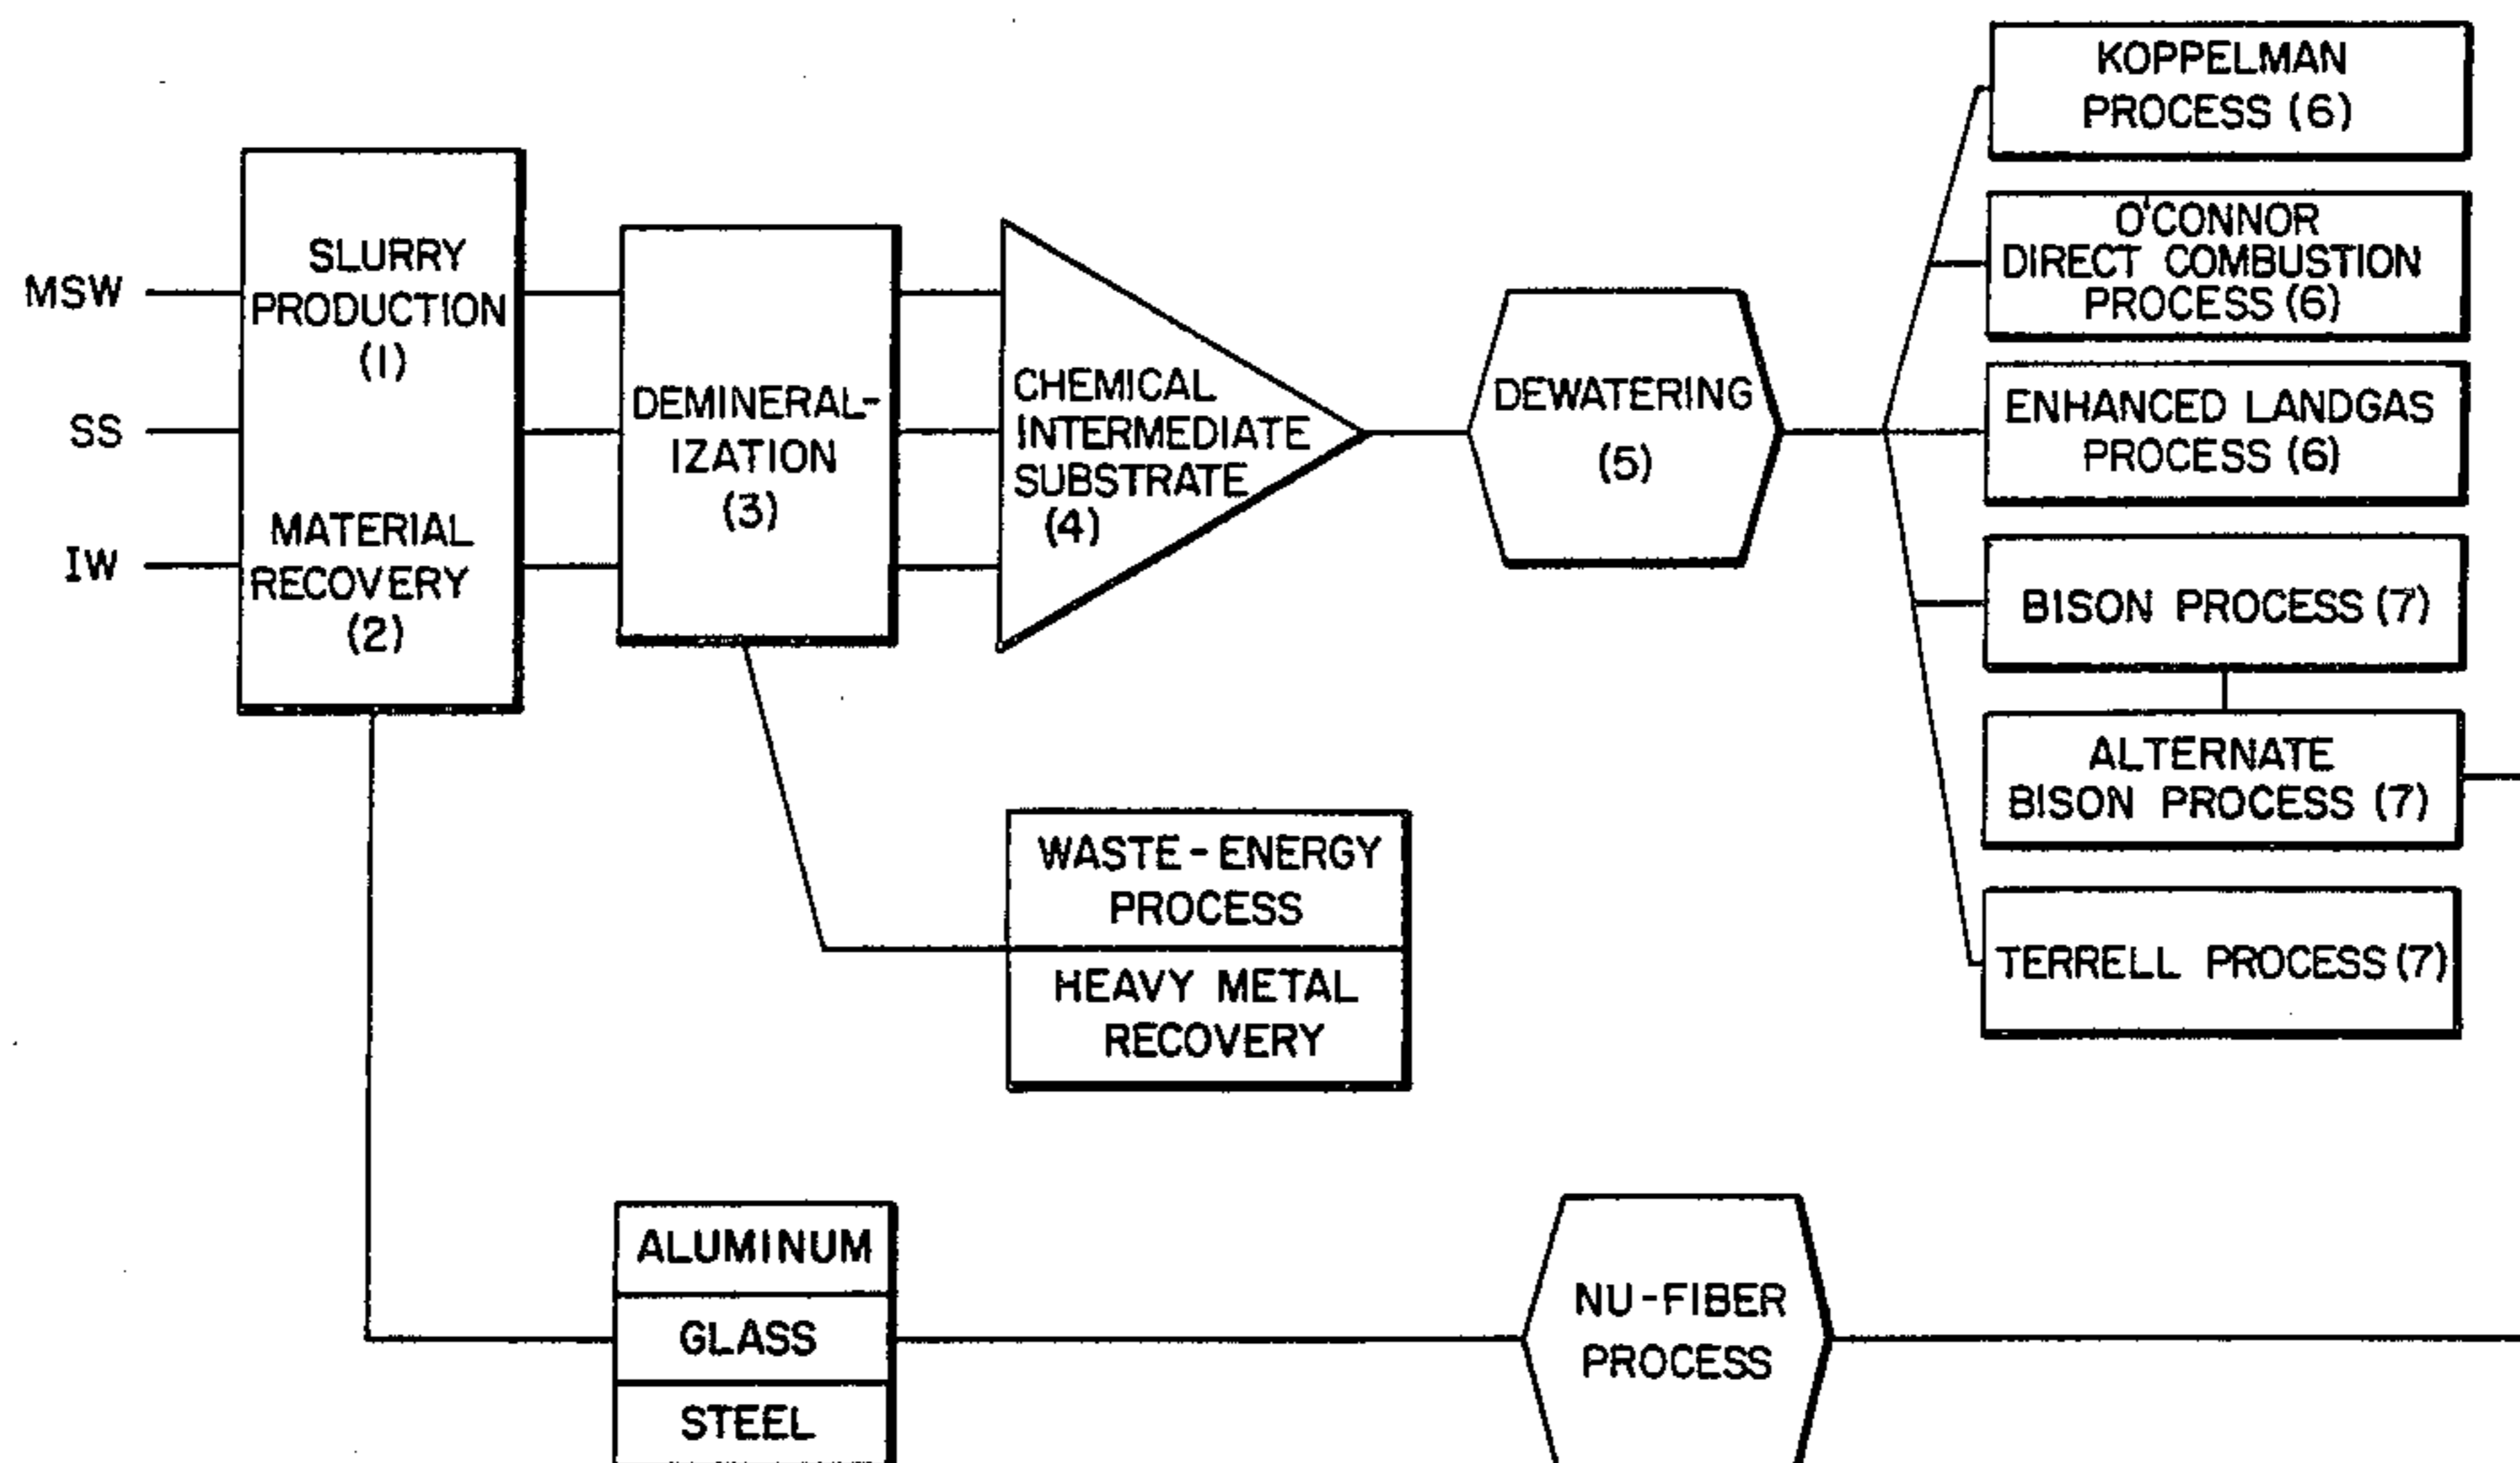 MSW
SS
IW
SLURRY
PRODUCTION
(1)
MATERIAL
RECOVERY
(2)
DEMINERAL-
IZATION
(3)
CHEMICAL
INTERMEDIATE
SUBSTRATE
(4)
DEWATERING
(5)
KOPPELMAN
PROCESS (6)
O'CONNOR
DIRECT COMBUSTION
PROCESS (6)
ENHANCED LANDGAS
PROCESS (6)
BISON PROCESS (7)
ALTERNATE
BISON PROCESS (7)
TERRELL PROCESS (7)
WASTE-ENERGY
PROCESS
HEAVY METAL
RECOVERY
ALUMINUM
GLASS
STEEL
NU-FIBER
PROCESS